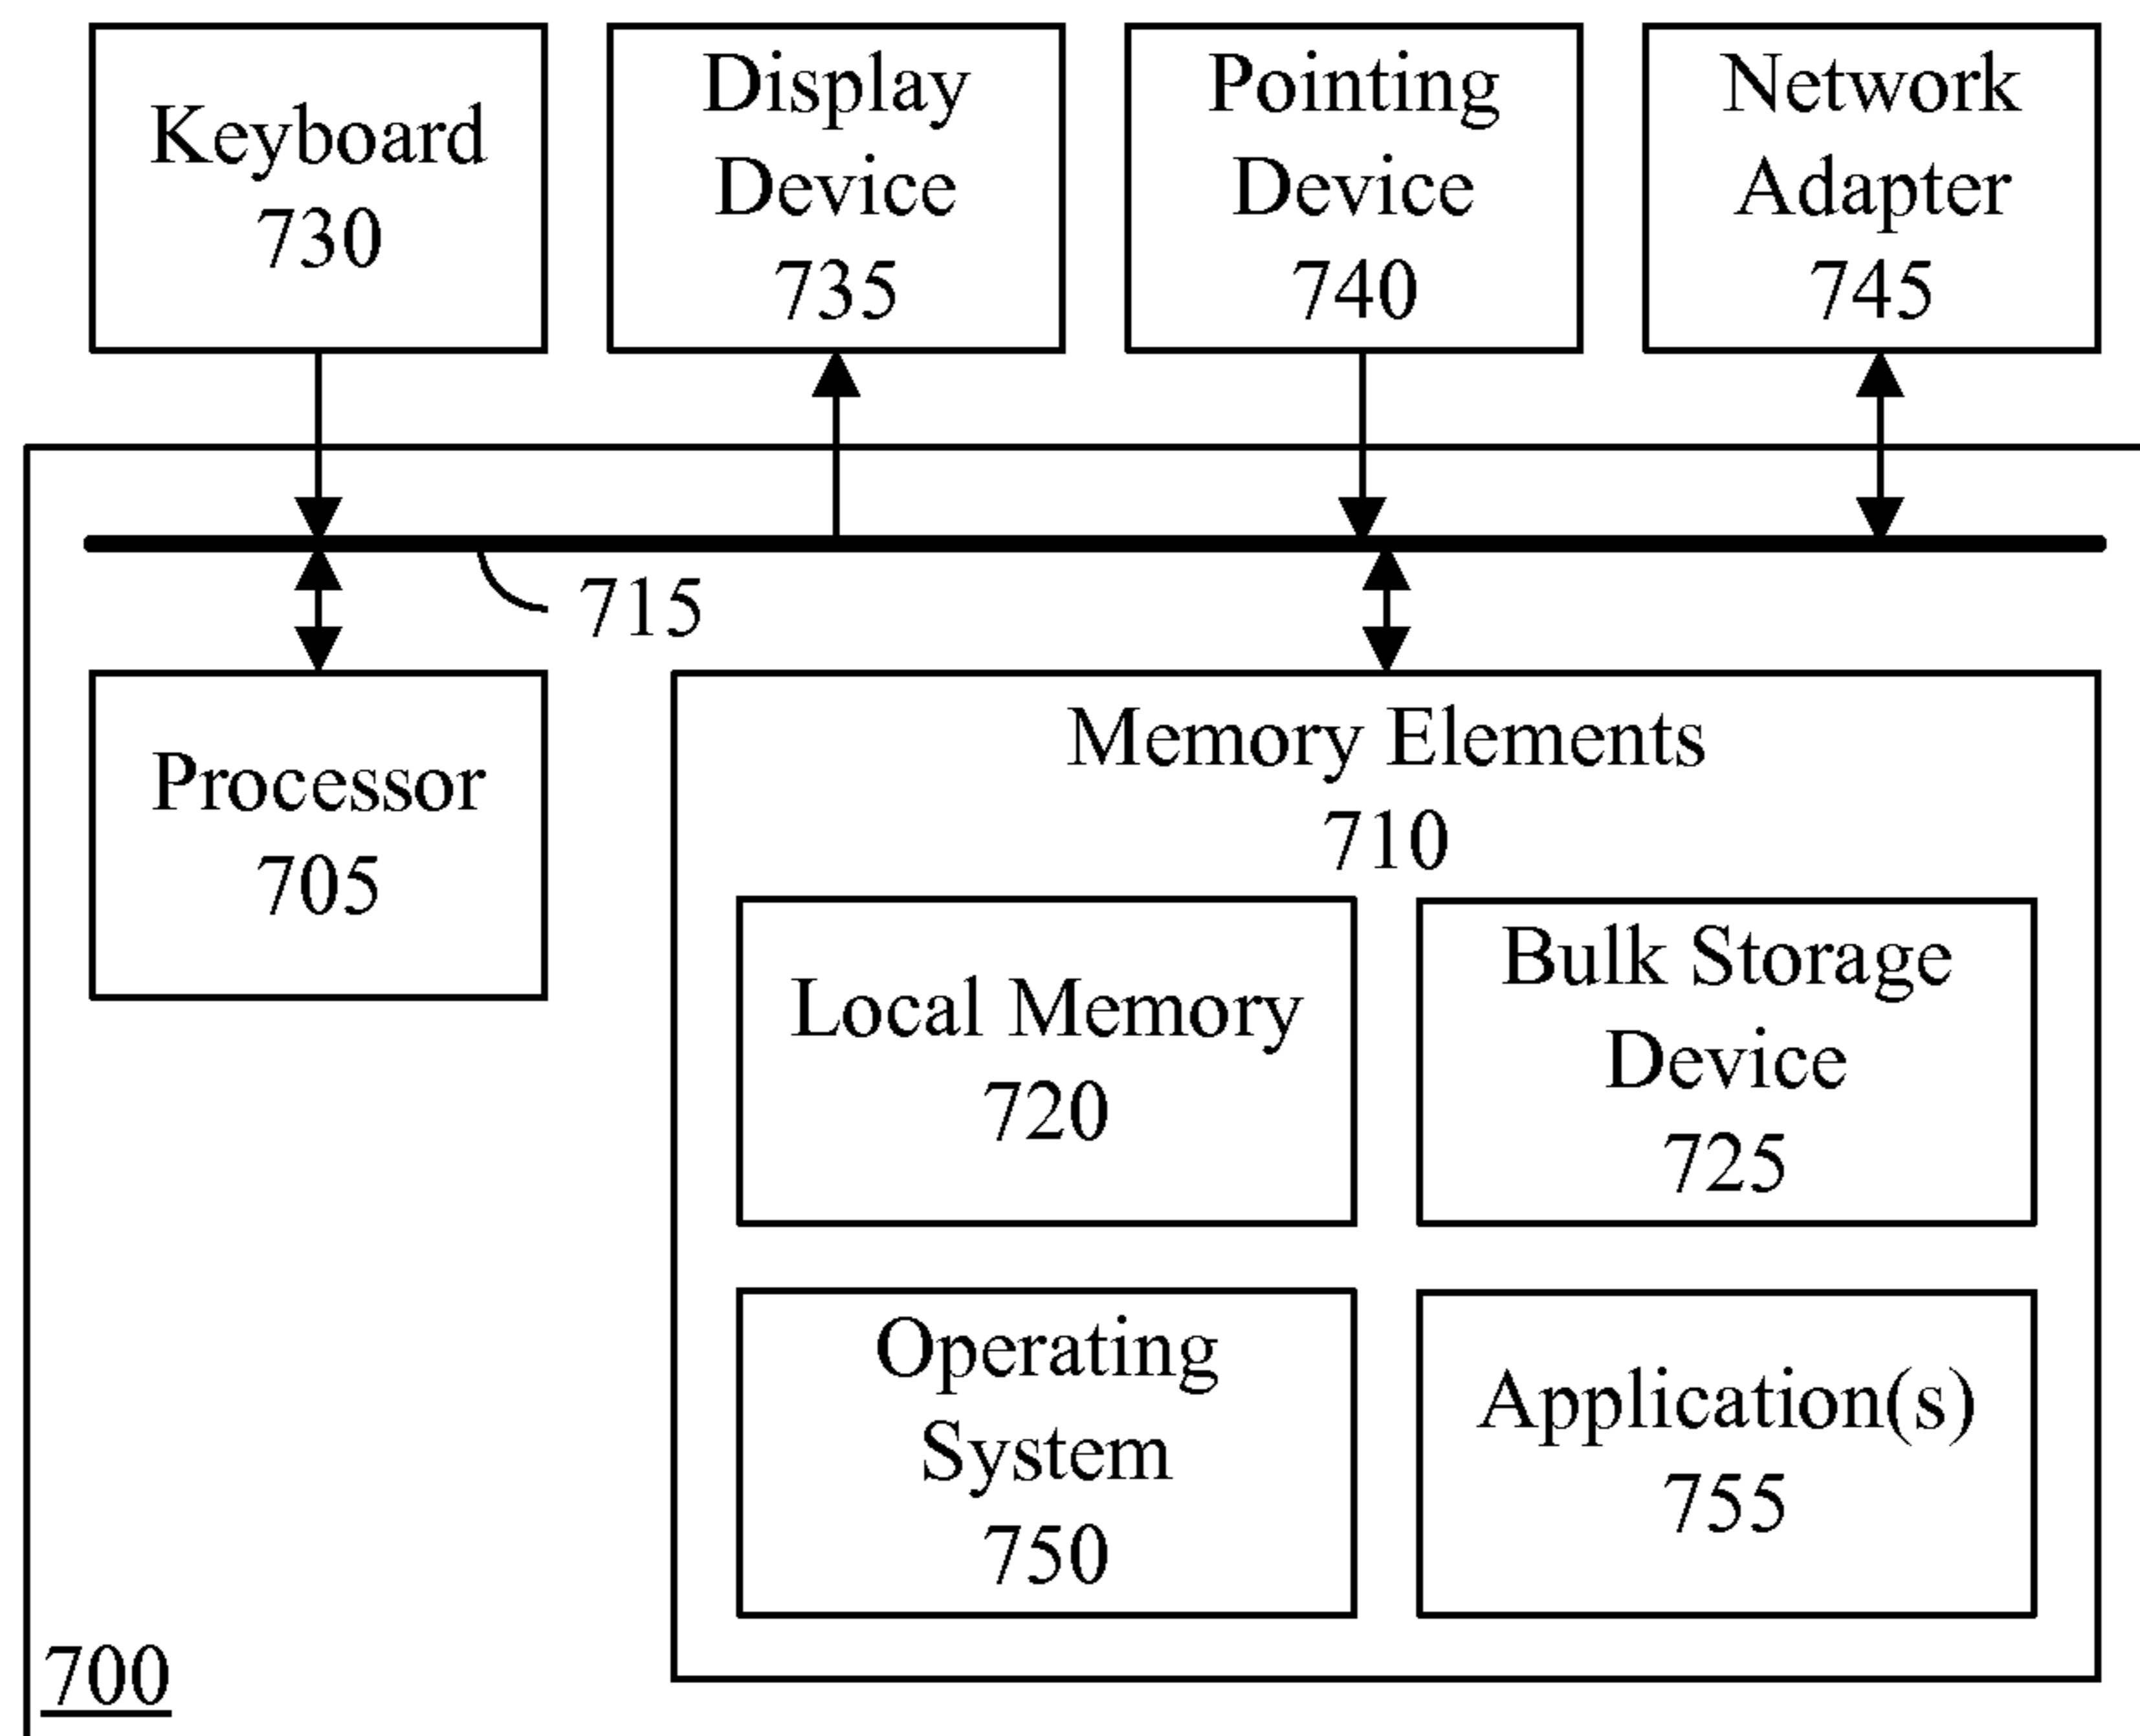 Keyboard
730
Display
Device
735
Pointing
Device
740
Network
Adapter
745
715
Processor
705
Memory Elements
710
Local Memory
720
Bulk Storage
Device
725
Operating
System
750
Application(s)
755
700